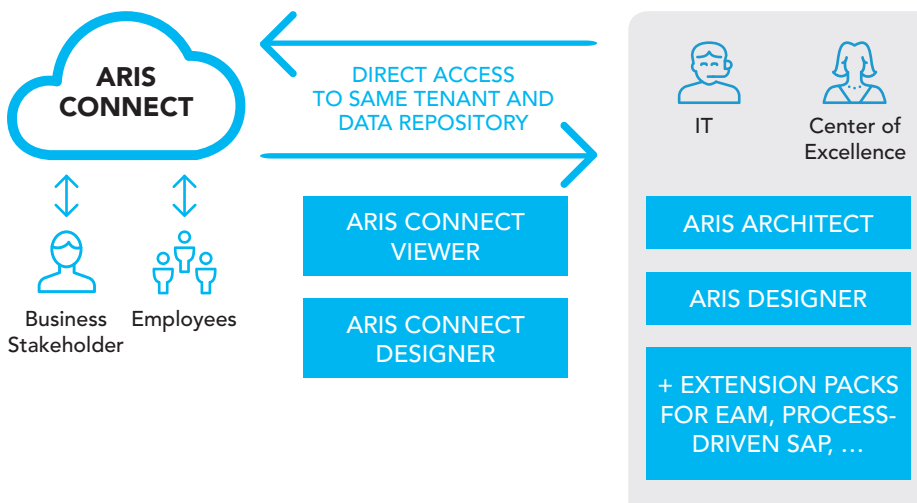 ARIS
CONNECT
DIRECT ACCESS
TO SAME TENANT AND
DATA REPOSITORY
Business
Stakeholder
Employees
ARIS CONNECT
VIEWER
ARIS CONNECT
DESIGNER
IT
Center of
Excellence
ARIS ARCHITECT
ARIS DESIGNER
+ EXTENSION PACKS
FOR EAM, PROCESS-
DRIVEN SAP, …